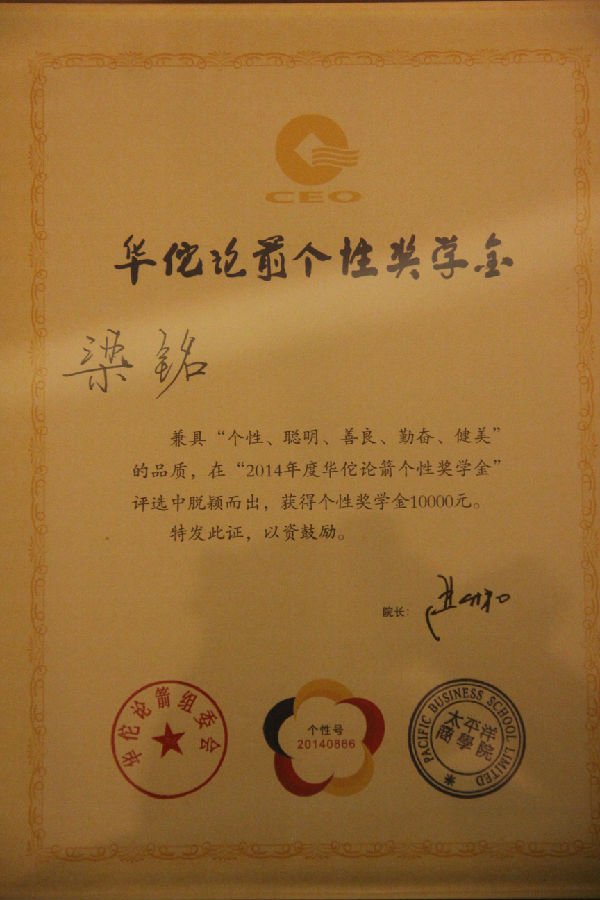 CEO
华佗论箭个性奖学金
梁铭
兼具“个性、聪明、善良、勤奋、健美”
的品质，在“2014年度华佗论箭个性奖学金”
评选中脱颖而出，获得个性奖学金10000元。
特发此证，以资鼓励。
院长：
华佗论箭组委会
个性号
20140866
PACIFIC BUSINESS SCHOOL LIMITED
太平洋
商學院